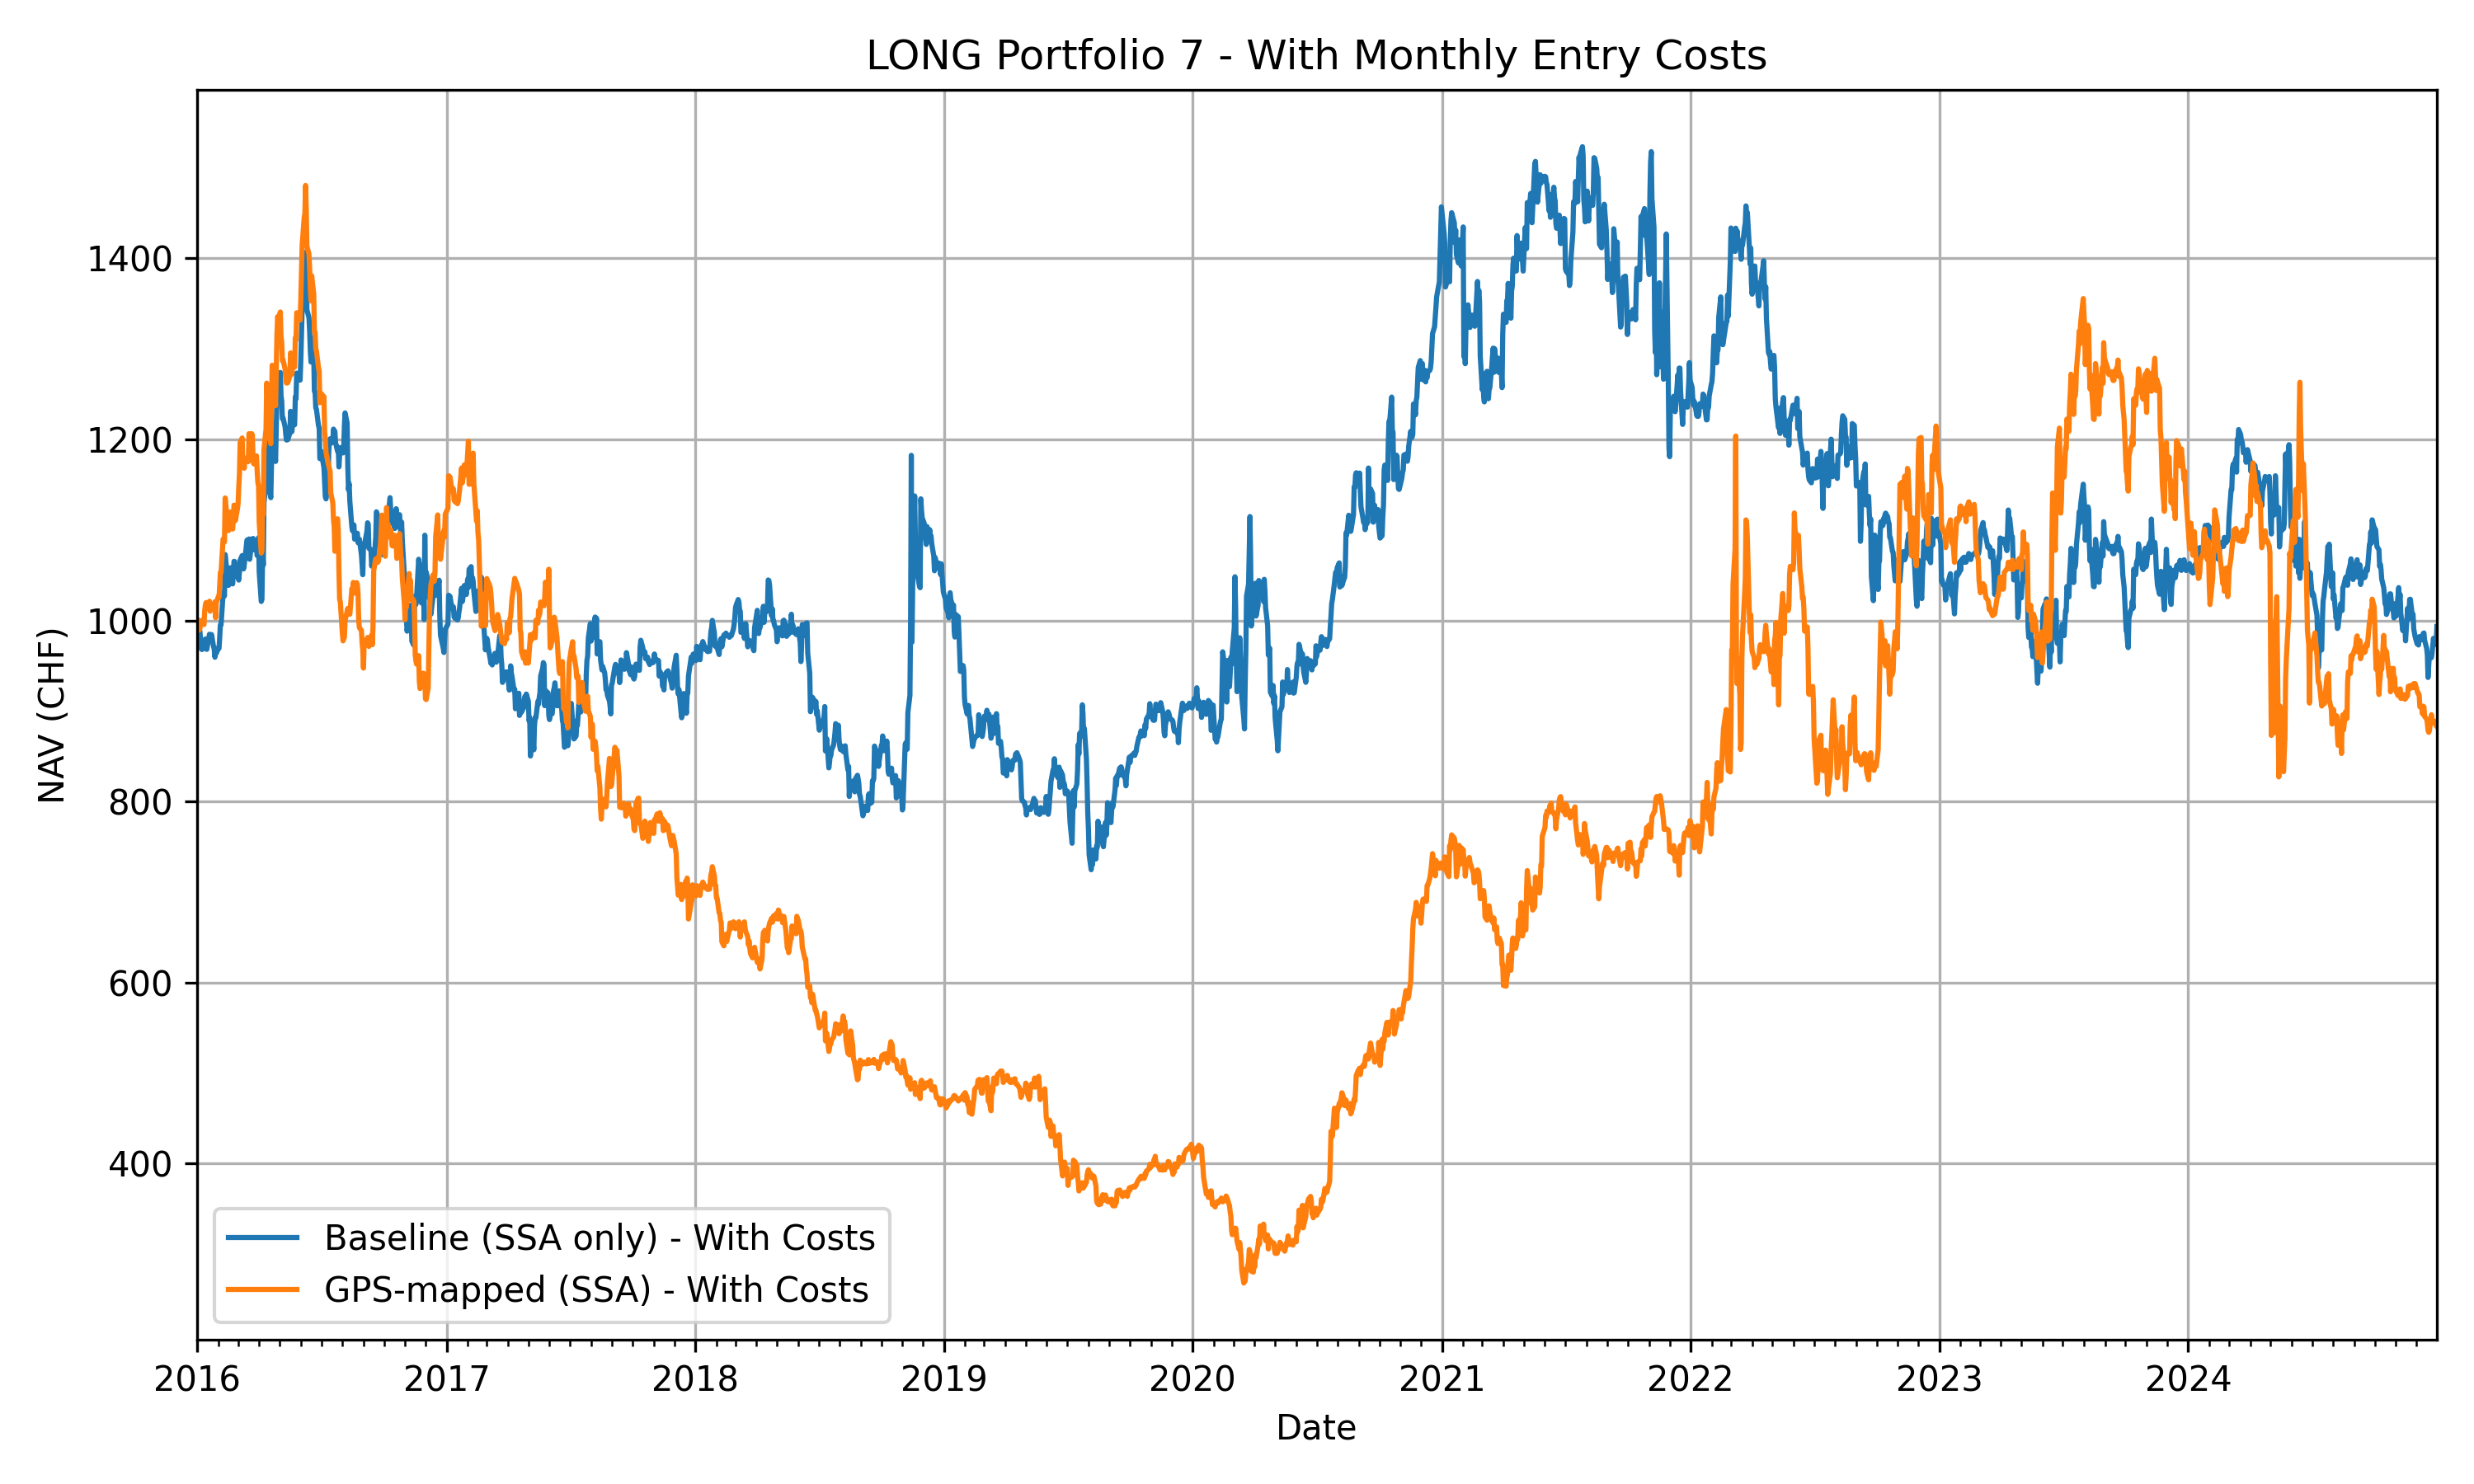 LONG Portfolio 7 - With Monthly Entry Costs
NAV (CHF)
1400
1200
1000
800
600
400
Baseline (SSA only) - With Costs
GPS-mapped (SSA) - With Costs
2016 2017 2018 2019 2020 2021 2022 2023 2024
Date